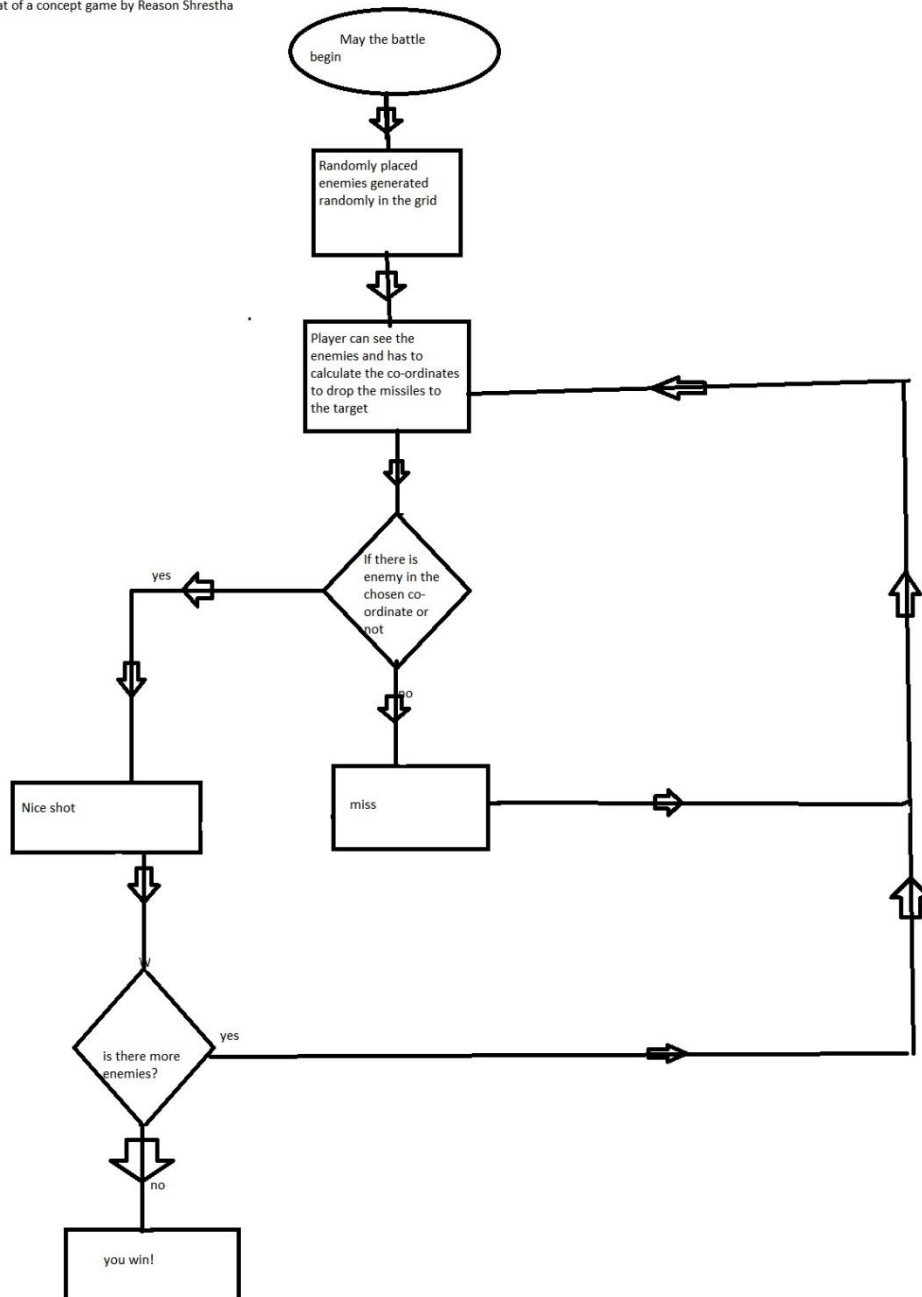 at of a concept game by Reason Shrestha
May the battle
begin
Randomly placed
enemies generated
randomly in the grid
Player can see the
enemies and has to
calculate the co-ordinates
to drop the missiles to
the target
If there is
enemy in the
chosen co-
ordinate or
not
yes
no
Nice shot
miss
is there more
enemies?
yes
no
you win!